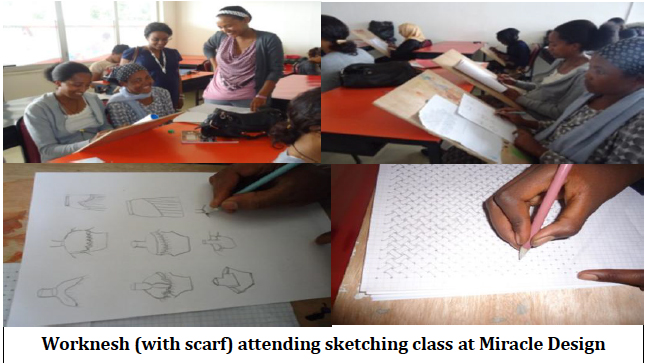 Worknesh (with scarf) attending sketching class at Miracle Design